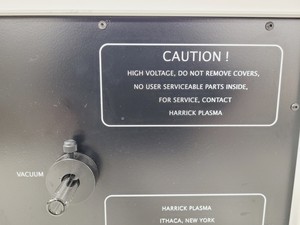 CAUTION !
HIGH VOLTAGE, DO NOT REMOVE COVERS,
NO USER SERVICEABLE PARTS INSIDE,
FOR SERVICE, CONTACT
HARRICK PLASMA
VACUUM
HARRICK PLASMA
ITHACA, NEW YORK